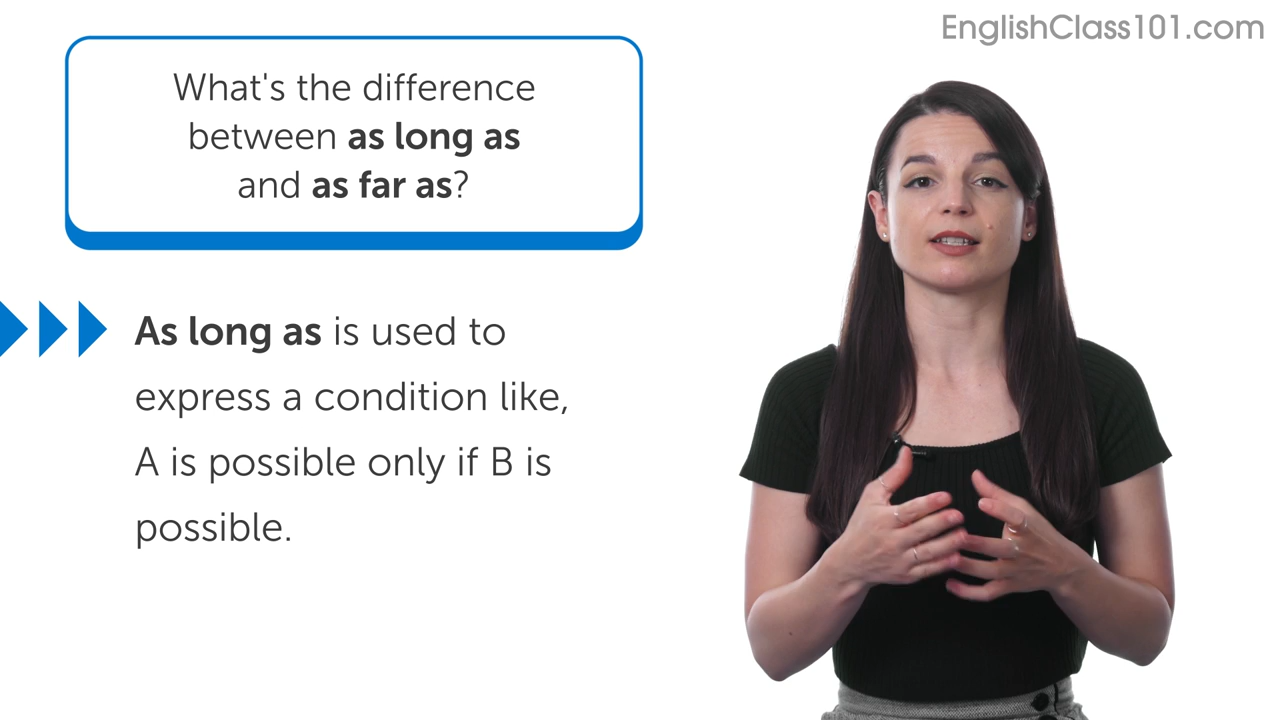 EnglishClass101.com
What's the difference
between as long as
and as far as?
As long as is used to
express a condition like,
A is possible only if B is
possible.